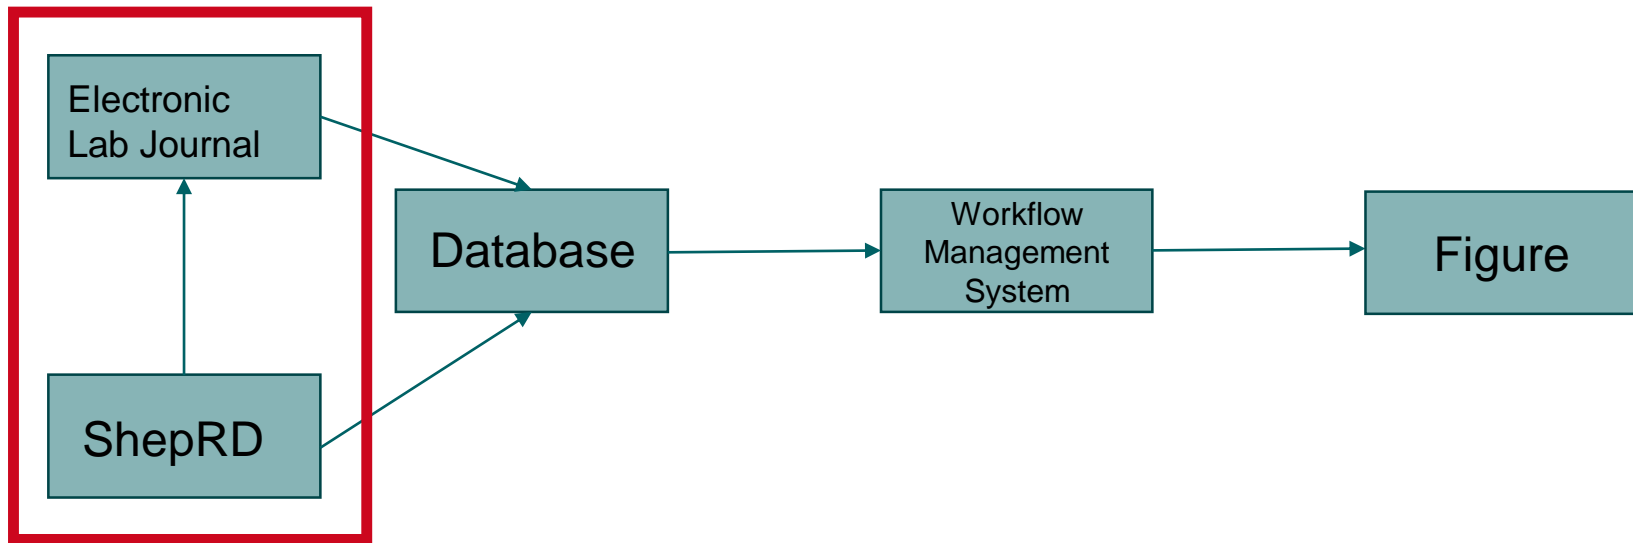 Electronic
Lab Journal
Database
Workflow
Management
System
Figure
ShepRD